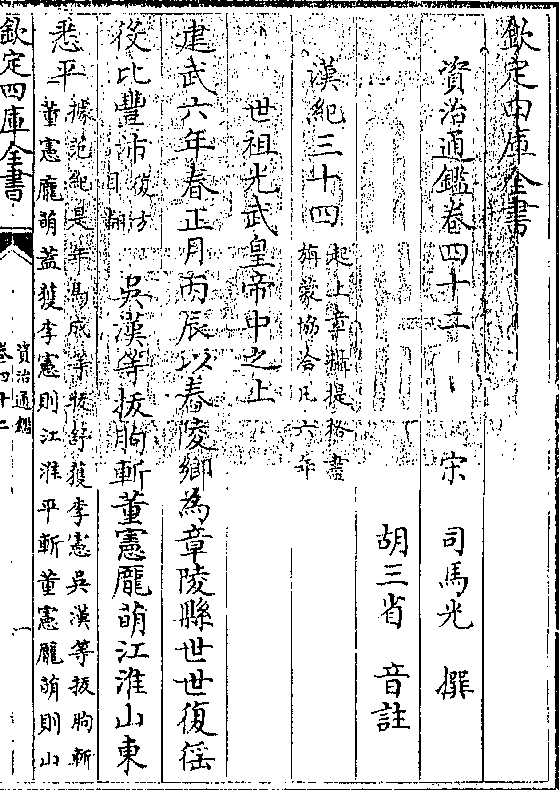 欽定四庫全書
資治通鑑卷四十二
宋 司馬光 撰
胡三省 音註
漢紀三十四
起上章攝提格盡
旃蒙協洽凡六年
世祖光武皇帝中之上
建武六年春正月丙辰以舂陵鄉為章陵縣世世復徭
役比豐沛
復方
目翻
吳漢等拔朐斬董憲龐萌江淮山東
悉平
據范紀是年馬成等拔舒獲李憲吳漢等拔朐斬
董憲龐萌蓋獲李憲則江淮平斬董憲龐萌則山
欽定四庫全書
資治通鑑
卷四十二
一